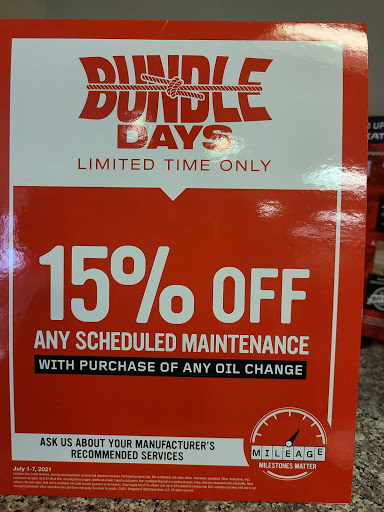 BUNDLE
DAYS
LIMITED TIME ONLY
15% OFF
ANY SCHEDULED MAINTENANCE
WITH PURCHASE OF ANY OIL CHANGE
ASK US ABOUT YOUR MANUFACTURER'S
RECOMMENDED SERVICES
MILEAGE
MILESTONES MATTER
July 1-7, 2021